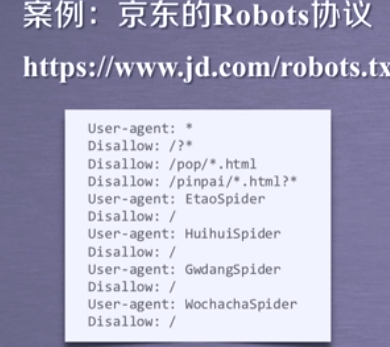 案例：京东的Robots协议
https://www.jd.com/robots.tx
User-agent: *
Disallow: /?*
Disallow: /pop/*.html
Disallow: /pinpai/*.html?*
User-agent: EtaoSpider
Disallow: /
User-agent: HuihuiSpider
Disallow: /
User-agent: GwdangSpider
Disallow: /
User-agent: WochachaSpider
Disallow: /